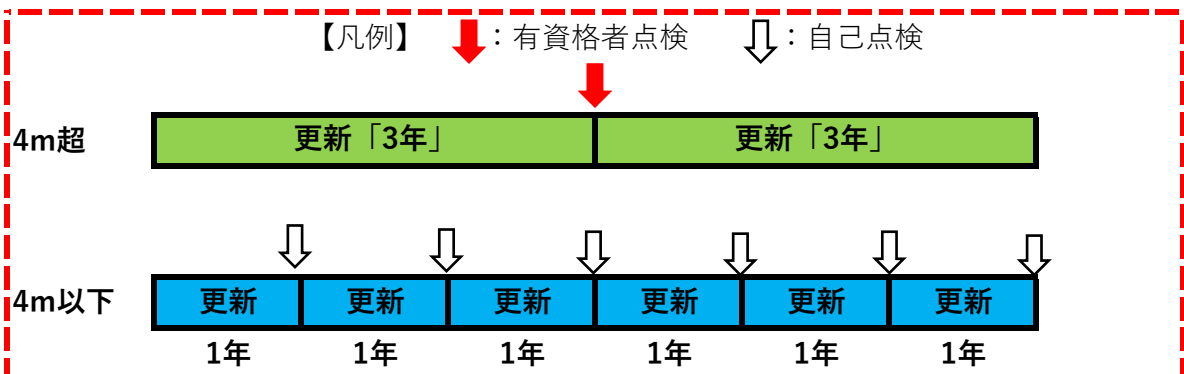 【凡例】 ：有資格者点検 ：自己点検
4m超 更新「3年」 更新「3年」
4m以下 更新 更新 更新 更新 更新 更新
1年 1年 1年 1年 1年 1年